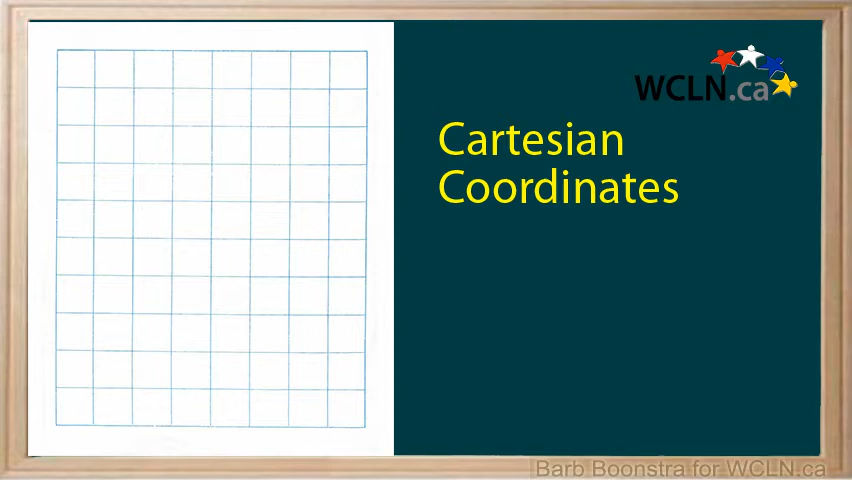 WCLN.ca
Cartesian
Coordinates
Barb Boonstra for WCLN.ca